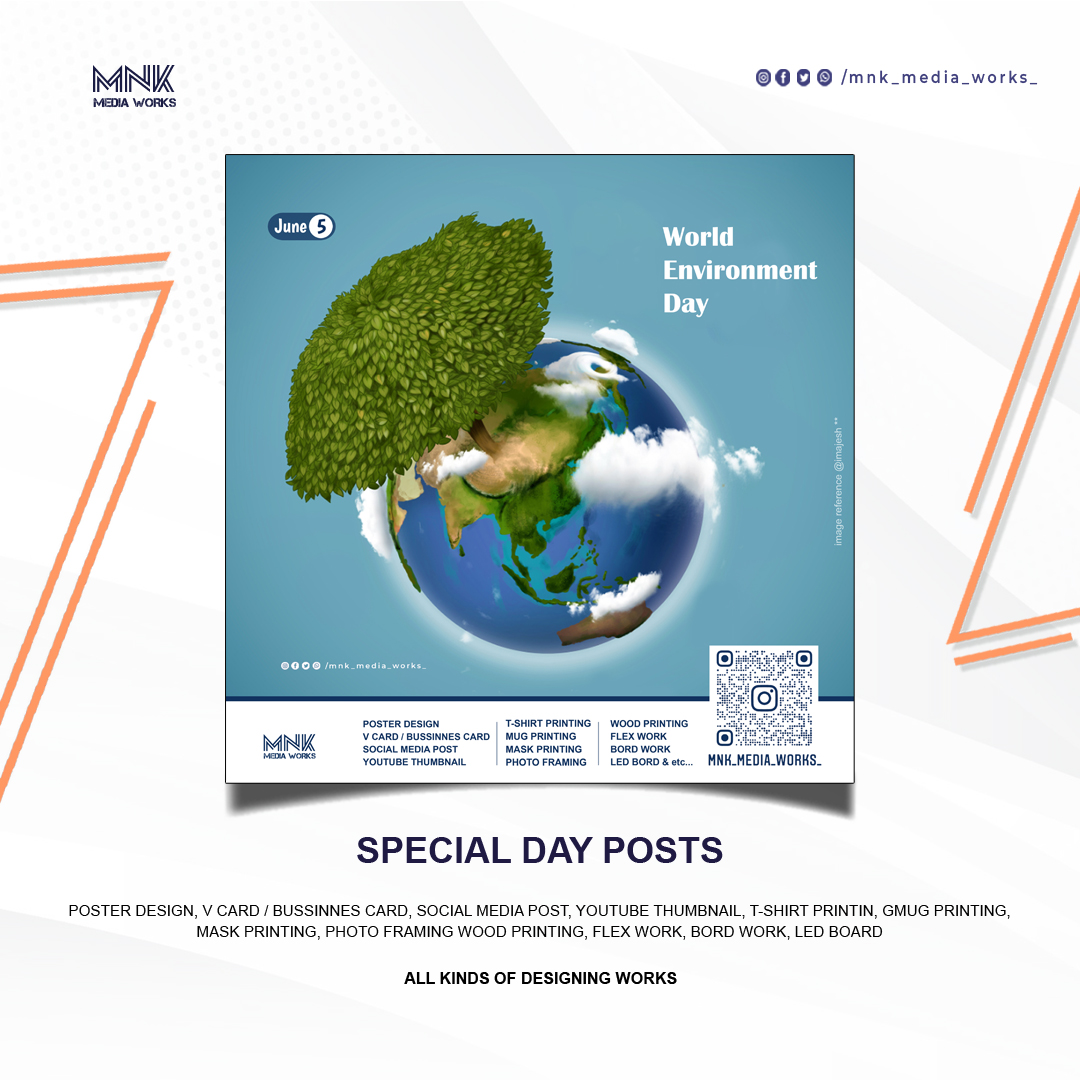 MNK
MEDIA WORKS
/mnk_media_works_
June 5
World
Environment
Day
image reference @imajesh **
/mnk_media_works_
MNK
MEDIA WORKS
POSTER DESIGN
V CARD / BUSSINNES CARD
SOCIAL MEDIA POST
YOUTUBE THUMBNAIL
T-SHIRT PRINTING
MUG PRINTING
MASK PRINTING
PHOTO FRAMING
WOOD PRINTING
FLEX WORK
BORD WORK
LED BORD & etc...
MNK_MEDIA_WORKS_
SPECIAL DAY POSTS
POSTER DESIGN, V CARD / BUSSINNES CARD, SOCIAL MEDIA POST, YOUTUBE THUMBNAIL, T-SHIRT PRINTIN, GMUG PRINTING,
MASK PRINTING, PHOTO FRAMING WOOD PRINTING, FLEX WORK, BORD WORK, LED BOARD
ALL KINDS OF DESIGNING WORKS